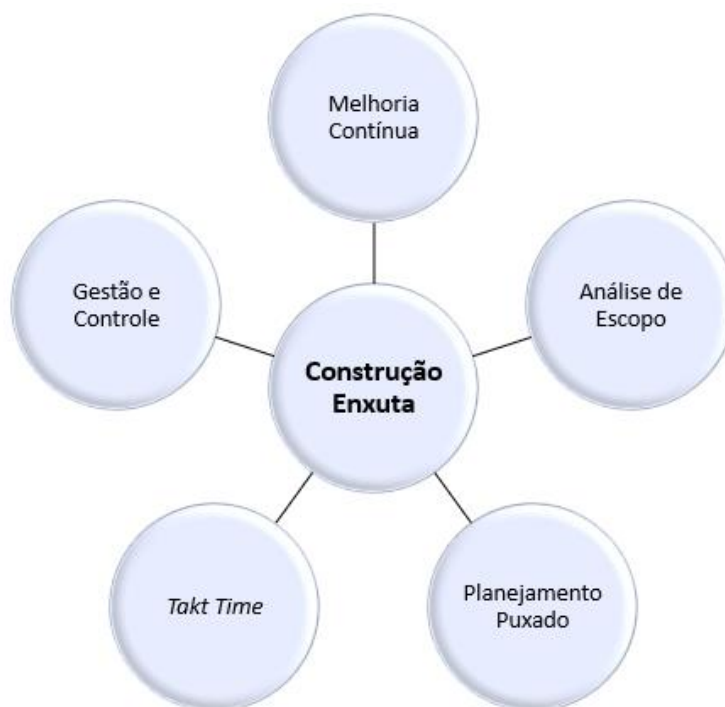 Melhoria
Contínua
Gestão e
Controle
Análise de
Escopo
Construção
Enxuta
Takt Time
Planejamento
Puxado